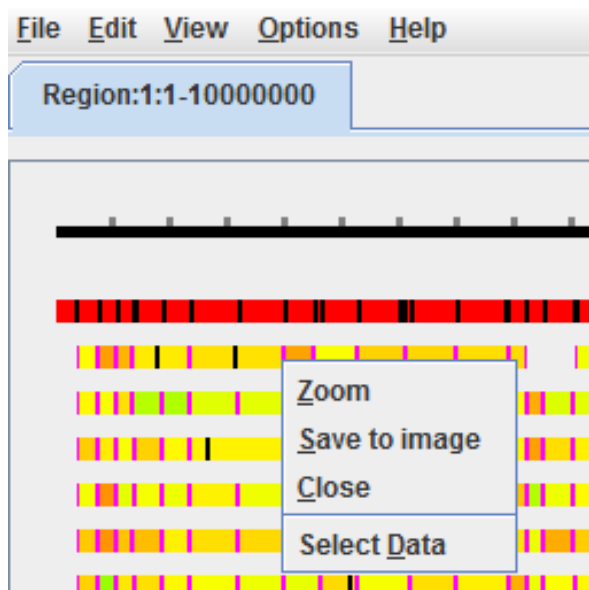 File Edit View Options Help
Region:1:1-10000000
Zoom
Save to image
Close
Select Data